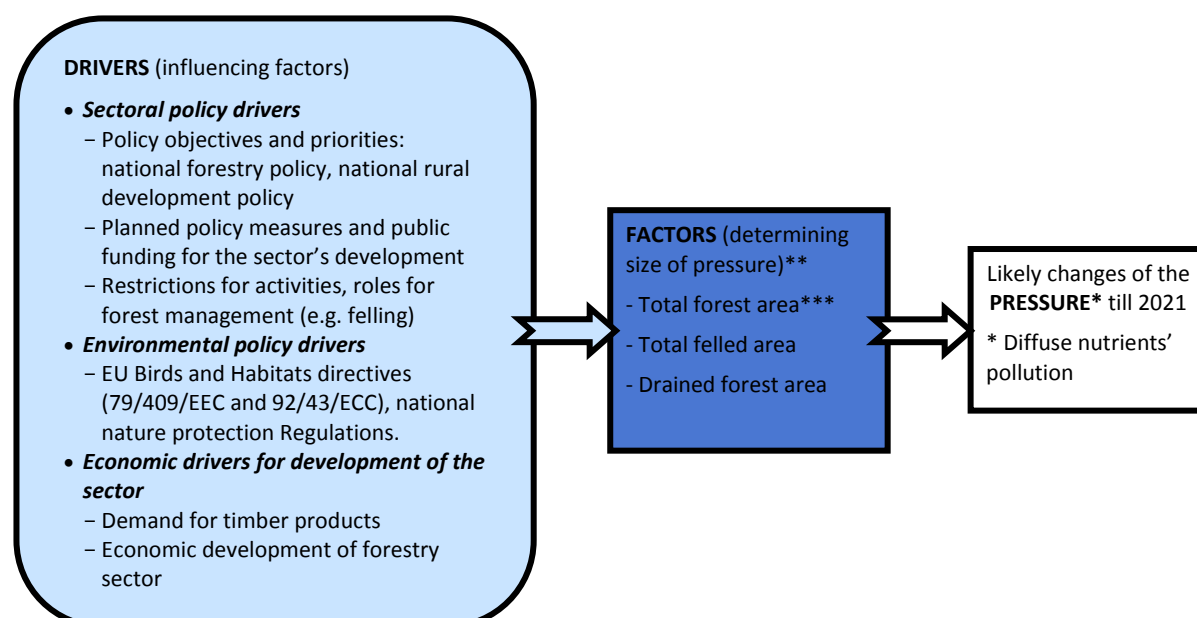 DRIVERS (influencing factors)
• Sectoral policy drivers
− Policy objectives and priorities:
national forestry policy, national rural
development policy
− Planned policy measures and public
funding for the sector’s development
− Restrictions for activities, roles for
forest management (e.g. felling)
• Environmental policy drivers
− EU Birds and Habitats directives
(79/409/EEC and 92/43/ECC), national
nature protection Regulations.
• Economic drivers for development of the
sector
− Demand for timber products
− Economic development of forestry
sector
FACTORS (determining
size of pressure)**
- Total forest area***
- Total felled area
- Drained forest area
Likely changes of the
PRESSURE* till 2021
* Diffuse nutrients’
pollution